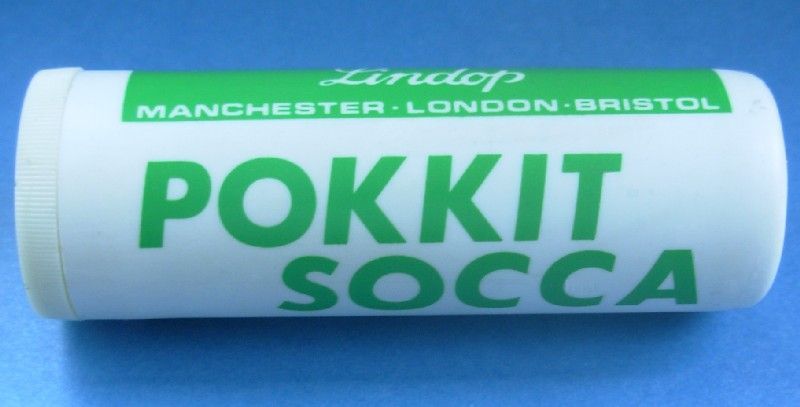 Lindop
MANCHESTER · LONDON · BRISTOL
POKKIT
SOCCA